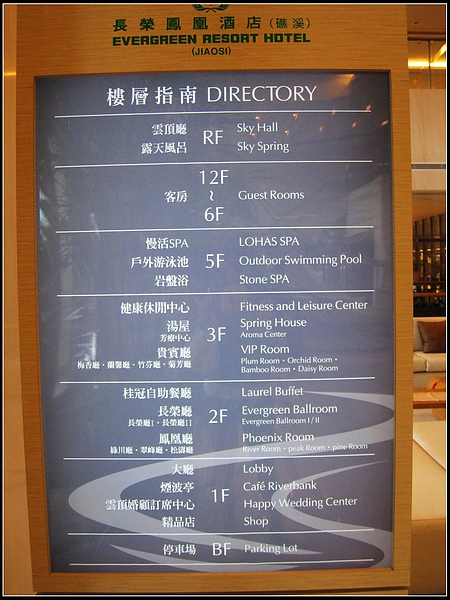 長榮鳳凰酒店(礁溪)
EVERGREEN RESORT HOTEL
(JIAOSI)
樓層指南 DIRECTORY
雲頂廳 RF Sky Hall
露天風呂 Sky Spring
12F
客房 ~ Guest Rooms
6F
慢活SPA LOHAS SPA
戶外游泳池 5F Outdoor Swimming Pool
岩盤浴 Stone SPA
健康休閒中心 Fitness and Leisure Center
湯屋 3F Spring House
芳療中心 Aroma Center
貴賓廳 VIP Room
梅香廳・蘭馨廳・竹芬廳・菊芳廳 Plum Room・Orchid Room・
Bamboo Room・Daisy Room
桂冠自助餐廳 Laurel Buffet
長榮廳 2F Evergreen Ballroom
長榮廳I、長榮廳II Evergreen Ballroom I / II
鳳凰廳 Phoenix Room
綠川廳・翠峰廳・松濤廳 River Room・peak Room・pine Room
大廳 Lobby
煙波亭 1F Café Riverbank
雲頂婚顧訂席中心 Happy Wedding Center
精品店 Shop
停車場 BF Parking Lot